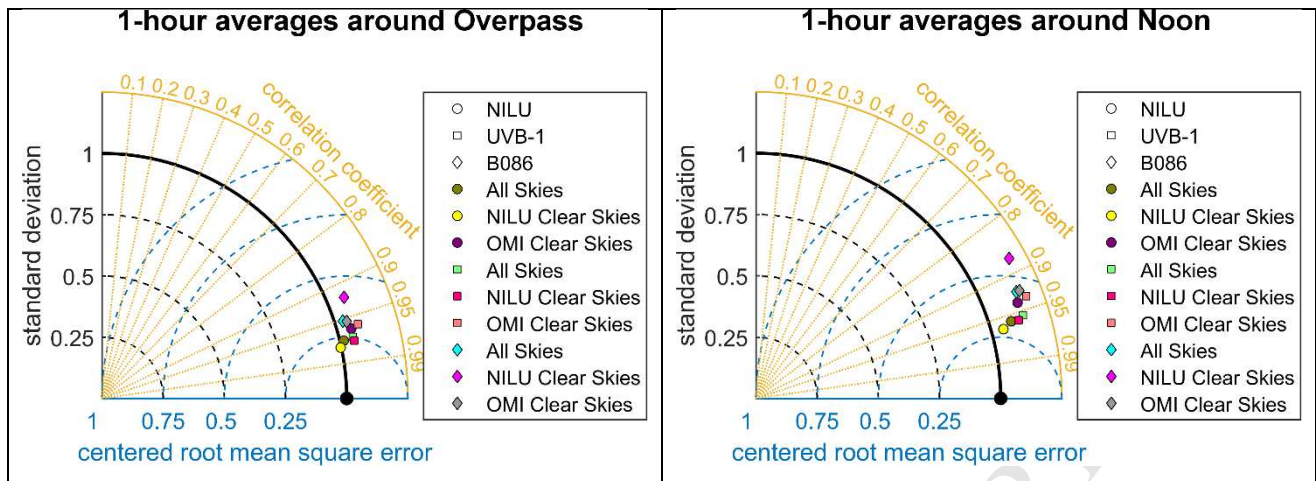 1-hour averages around Overpass
0.1 0.2 0.3 0.4 0.5 0.6 0.7 0.8 0.9 0.95 0.99
correlation coefficient
standard deviation
1
0.75
0.5
0.25
1 0.75 0.5 0.25
centered root mean square error
NILU
UVB-1
B086
All Skies
NILU Clear Skies
OMI Clear Skies
All Skies
NILU Clear Skies
OMI Clear Skies
All Skies
NILU Clear Skies
OMI Clear Skies
1-hour averages around Noon
0.1 0.2 0.3 0.4 0.5 0.6 0.7 0.8 0.9 0.95 0.99
correlation coefficient
standard deviation
1
0.75
0.5
0.25
1 0.75 0.5 0.25
centered root mean square error
NILU
UVB-1
B086
All Skies
NILU Clear Skies
OMI Clear Skies
All Skies
NILU Clear Skies
OMI Clear Skies
All Skies
NILU Clear Skies
OMI Clear Skies